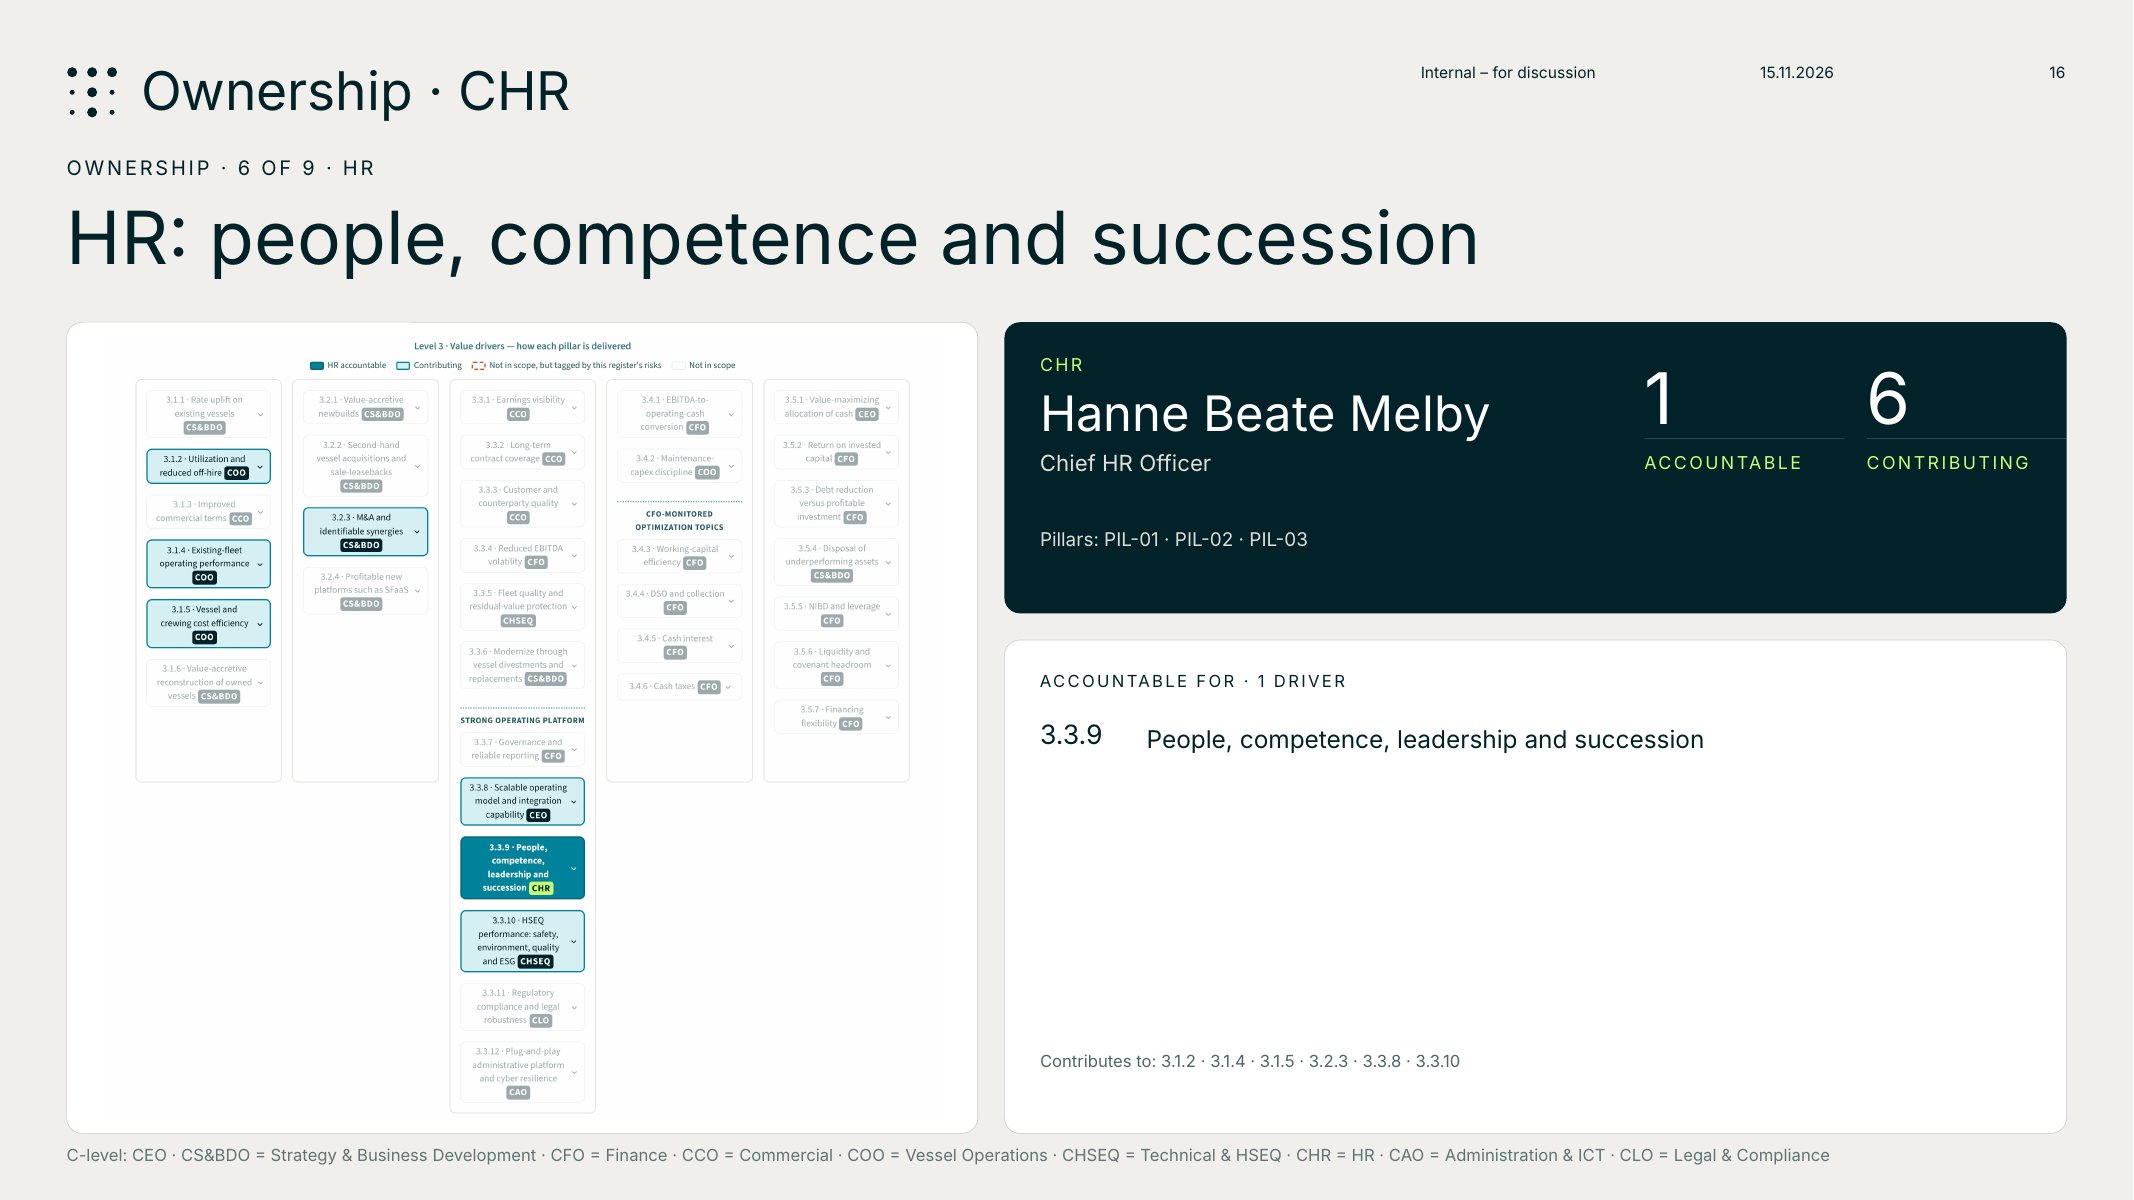 Ownership · CHR
Internal – for discussion
15.11.2026
16
OWNERSHIP · 6 OF 9 · HR
HR: people, competence and succession
Level 3 · Value drivers — how each pillar is delivered
HR accountable
Contributing
Not in scope, but tagged by this register's risks
Not in scope
3.1.1 · Rate uplift on
existing vessels
CS&BDO
3.1.2 · Utilization and
reduced off-hire COO
3.1.3 · Improved
commercial terms CCO
3.1.4 · Existing-fleet
operating performance
COO
3.1.5 · Vessel and
crewing cost efficiency
COO
3.1.6 · Value-accretive
reconstruction of owned
vessels CS&BDO
3.2.1 · Value-accretive
newbuilds CS&BDO
3.2.2 · Second-hand
vessel acquisitions and
sale-leasebacks
CS&BDO
3.2.3 · M&A and
identifiable synergies
CS&BDO
3.2.4 · Profitable new
platforms such as SFaaS
CS&BDO
3.3.1 · Earnings visibility
CCO
3.3.2 · Long-term
contract coverage CCO
3.3.3 · Customer and
counterparty quality
CCO
3.3.4 · Reduced EBITDA
volatility CFO
3.3.5 · Fleet quality and
residual-value protection
CHSEQ
3.3.6 · Modernize through
vessel divestments and
replacements CS&BDO
STRONG OPERATING PLATFORM
3.3.7 · Governance and
reliable reporting CFO
3.3.8 · Scalable operating
model and integration
capability CEO
3.3.9 · People,
competence,
leadership and
succession CHR
3.3.10 · HSEQ
performance: safety,
environment, quality
and ESG CHSEQ
3.3.11 · Regulatory
compliance and legal
robustness CLO
3.3.12 · Plug-and-play
administrative platform
and cyber resilience
CAO
3.4.1 · EBITDA-to-
operating-cash
conversion CFO
3.4.2 · Maintenance-
capex discipline COO
CFO-MONITORED
OPTIMIZATION TOPICS
3.4.3 · Working-capital
efficiency CFO
3.4.4 · DSO and collection
CFO
3.4.5 · Cash interest
CFO
3.4.6 · Cash taxes CFO
3.5.1 · Value-maximizing
allocation of cash CEO
3.5.2 · Return on invested
capital CFO
3.5.3 · Debt reduction
versus profitable
investment CFO
3.5.4 · Disposal of
underperforming assets
CS&BDO
3.5.5 · NIBD and leverage
CFO
3.5.6 · Liquidity and
covenant headroom
CFO
3.5.7 · Financing
flexibility CFO
CHR
Hanne Beate Melby
Chief HR Officer
1
ACCOUNTABLE
6
CONTRIBUTING
Pillars: PIL-01 · PIL-02 · PIL-03
ACCOUNTABLE FOR · 1 DRIVER
3.3.9 People, competence, leadership and succession
Contributes to: 3.1.2 · 3.1.4 · 3.1.5 · 3.2.3 · 3.3.8 · 3.3.10
C-level: CEO · CS&BDO = Strategy & Business Development · CFO = Finance · CCO = Commercial · COO = Vessel Operations · CHSEQ = Technical & HSEQ · CHR = HR · CAO = Administration & ICT · CLO = Legal & Compliance